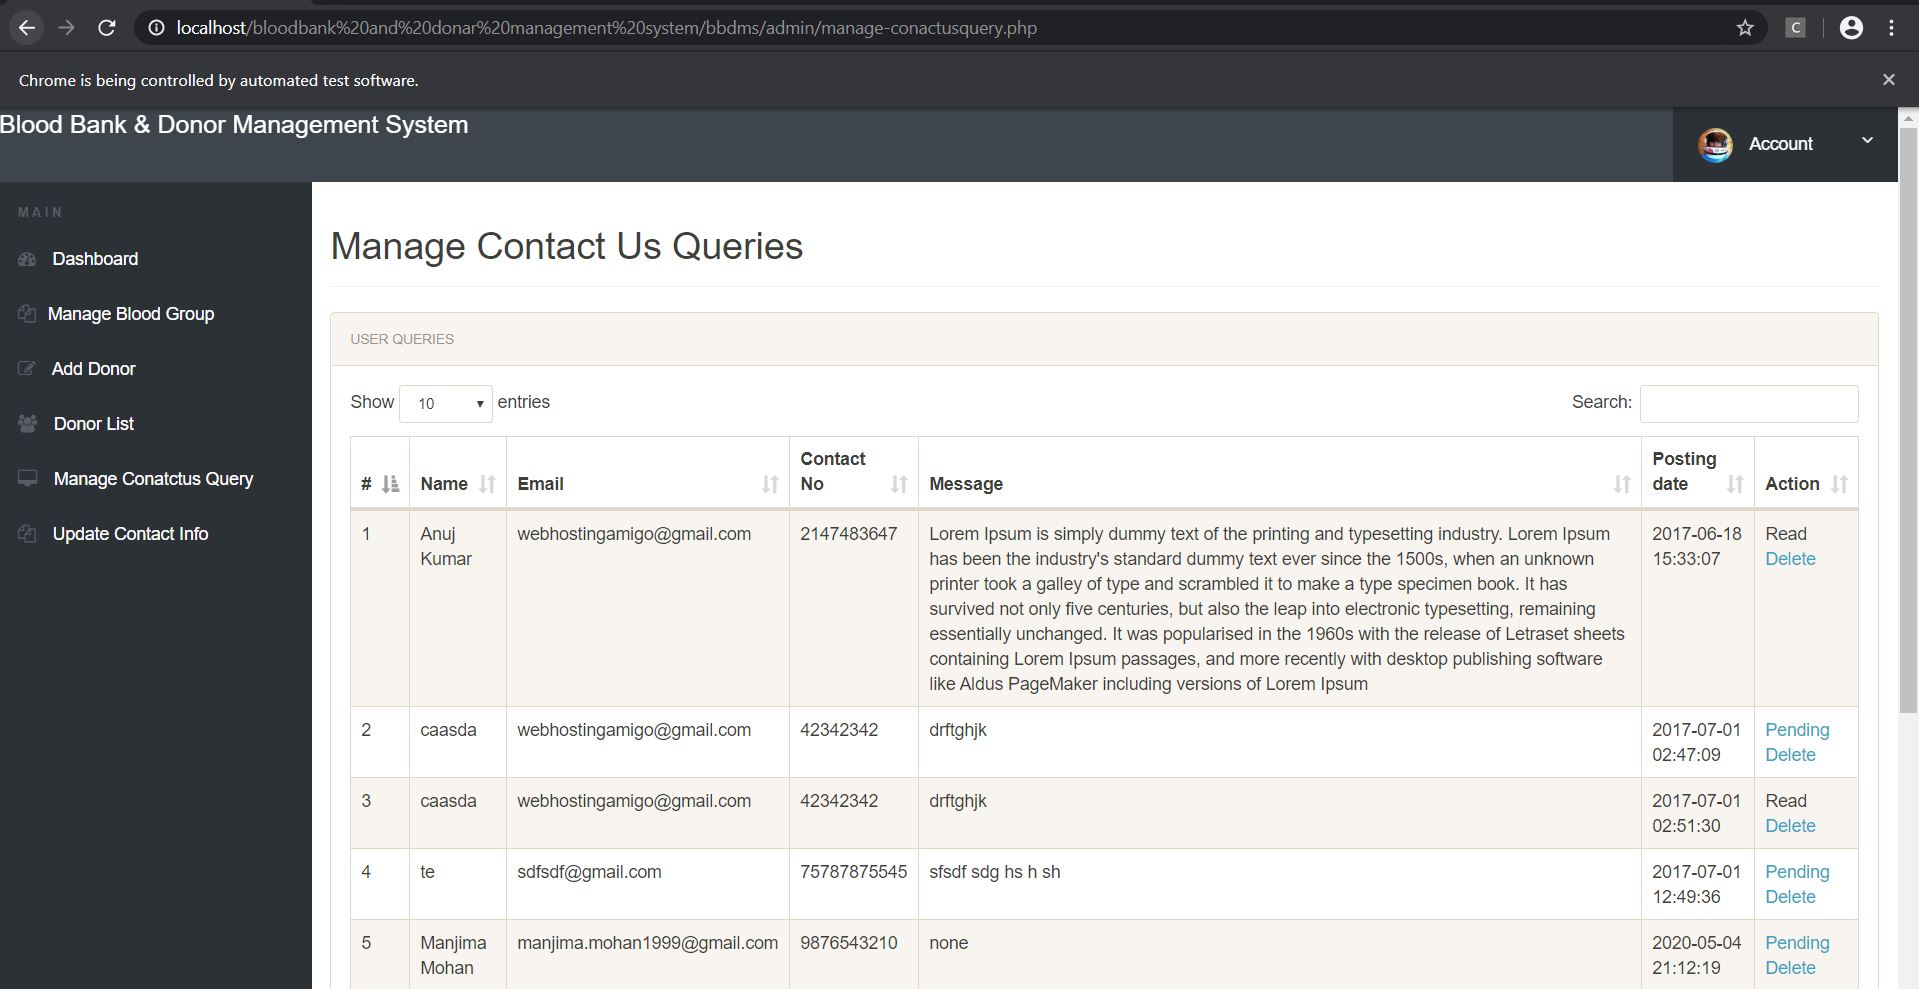 localhost/bloodbank%20and%20donar%20management%20system/bbdms/admin/manage-conactusquery.php
C
Chrome is being controlled by automated test software.
Blood Bank & Donor Management System
Account
MAIN
Dashboard
Manage Blood Group
Add Donor
Donor List
Manage Conatctus Query
Update Contact Info
Manage Contact Us Queries
USER QUERIES
Show 10 entries
Search:
# Name Email Contact No Message Posting date Action
1 Anuj Kumar webhostingamigo@gmail.com 2147483647 Lorem Ipsum is simply dummy text of the printing and typesetting industry. Lorem Ipsum
has been the industry's standard dummy text ever since the 1500s, when an unknown
printer took a galley of type and scrambled it to make a type specimen book. It has
survived not only five centuries, but also the leap into electronic typesetting, remaining
essentially unchanged. It was popularised in the 1960s with the release of Letraset sheets
containing Lorem Ipsum passages, and more recently with desktop publishing software
like Aldus PageMaker including versions of Lorem Ipsum
2017-06-18 15:33:07 Read Delete
2 caasda webhostingamigo@gmail.com 42342342 drftghjk 2017-07-01 02:47:09 Pending Delete
3 caasda webhostingamigo@gmail.com 42342342 drftghjk 2017-07-01 02:51:30 Read Delete
4 te sdfsdf@gmail.com 75787875545 sfsdf sdg hs h sh 2017-07-01 12:49:36 Pending Delete
5 Manjima Mohan manjima.mohan1999@gmail.com 9876543210 none 2020-05-04 21:12:19 Pending Delete